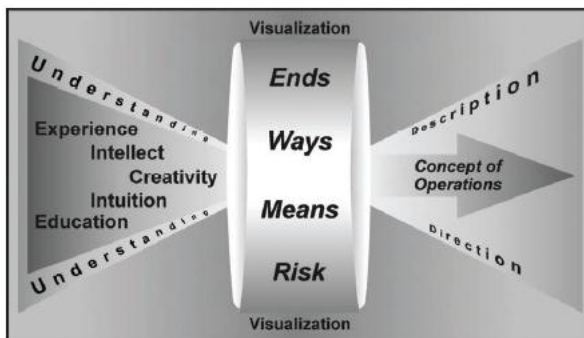 Visualization
Understanding
Experience
Intellect
Creativity
Intuition
Education
Understanding
Ends
Ways
Means
Risk
Description
Concept of
Operations
Direction
Visualization